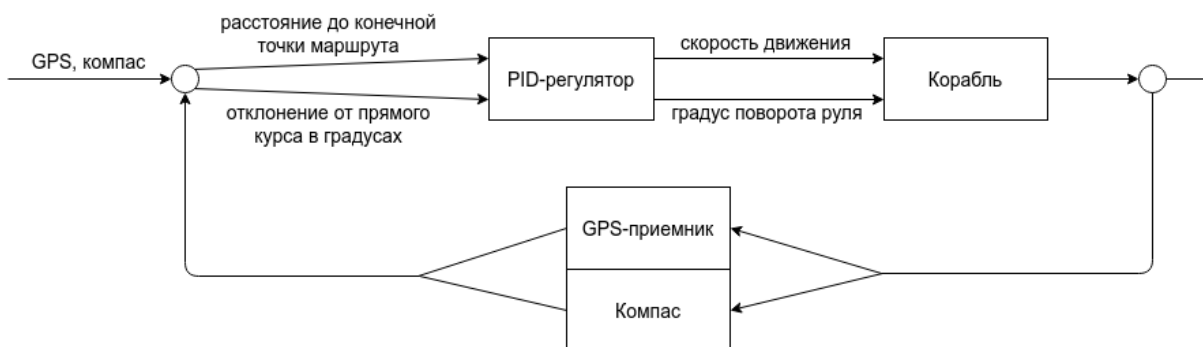 расстояние до конечной
точки маршрута
GPS, компас
отклонение от прямого
курса в градусах
PID-регулятор
скорость движения
градус поворота руля
Корабль
GPS-приемник
Компас